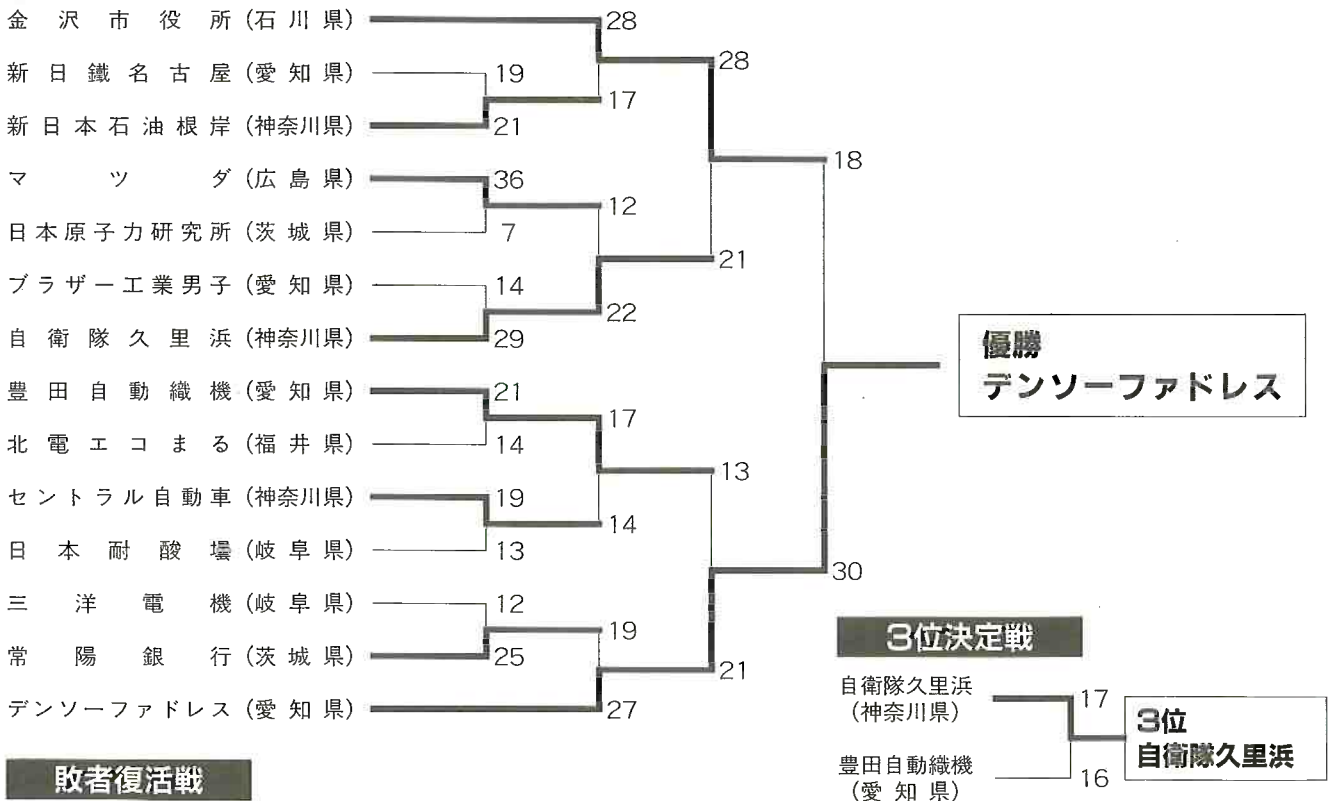 金沢市役所 (石川県) 28
28
新日鐵名古屋 (愛知県) 19
17
新日本石油根岸 (神奈川県) 21
18
マツダ (広島県) 36
12
日本原子力研究所 (茨城県) 7
21
ブラザー工業男子 (愛知県) 14
22
自衛隊久里浜 (神奈川県) 29
優勝
デンソーファドレス
豊田自動織機 (愛知県) 21
17
北電エコまる (福井県) 14
13
セントラル自動車 (神奈川県) 19
14
日本耐酸壜 (岐阜県) 13
30
三洋電機 (岐阜県) 12
19
常陽銀行 (茨城県) 25
21
デンソーファドレス (愛知県) 27
3位決定戦
自衛隊久里浜
(神奈川県)
17
3位
自衛隊久里浜
豊田自動織機
(愛知県)
16
敗者復活戦